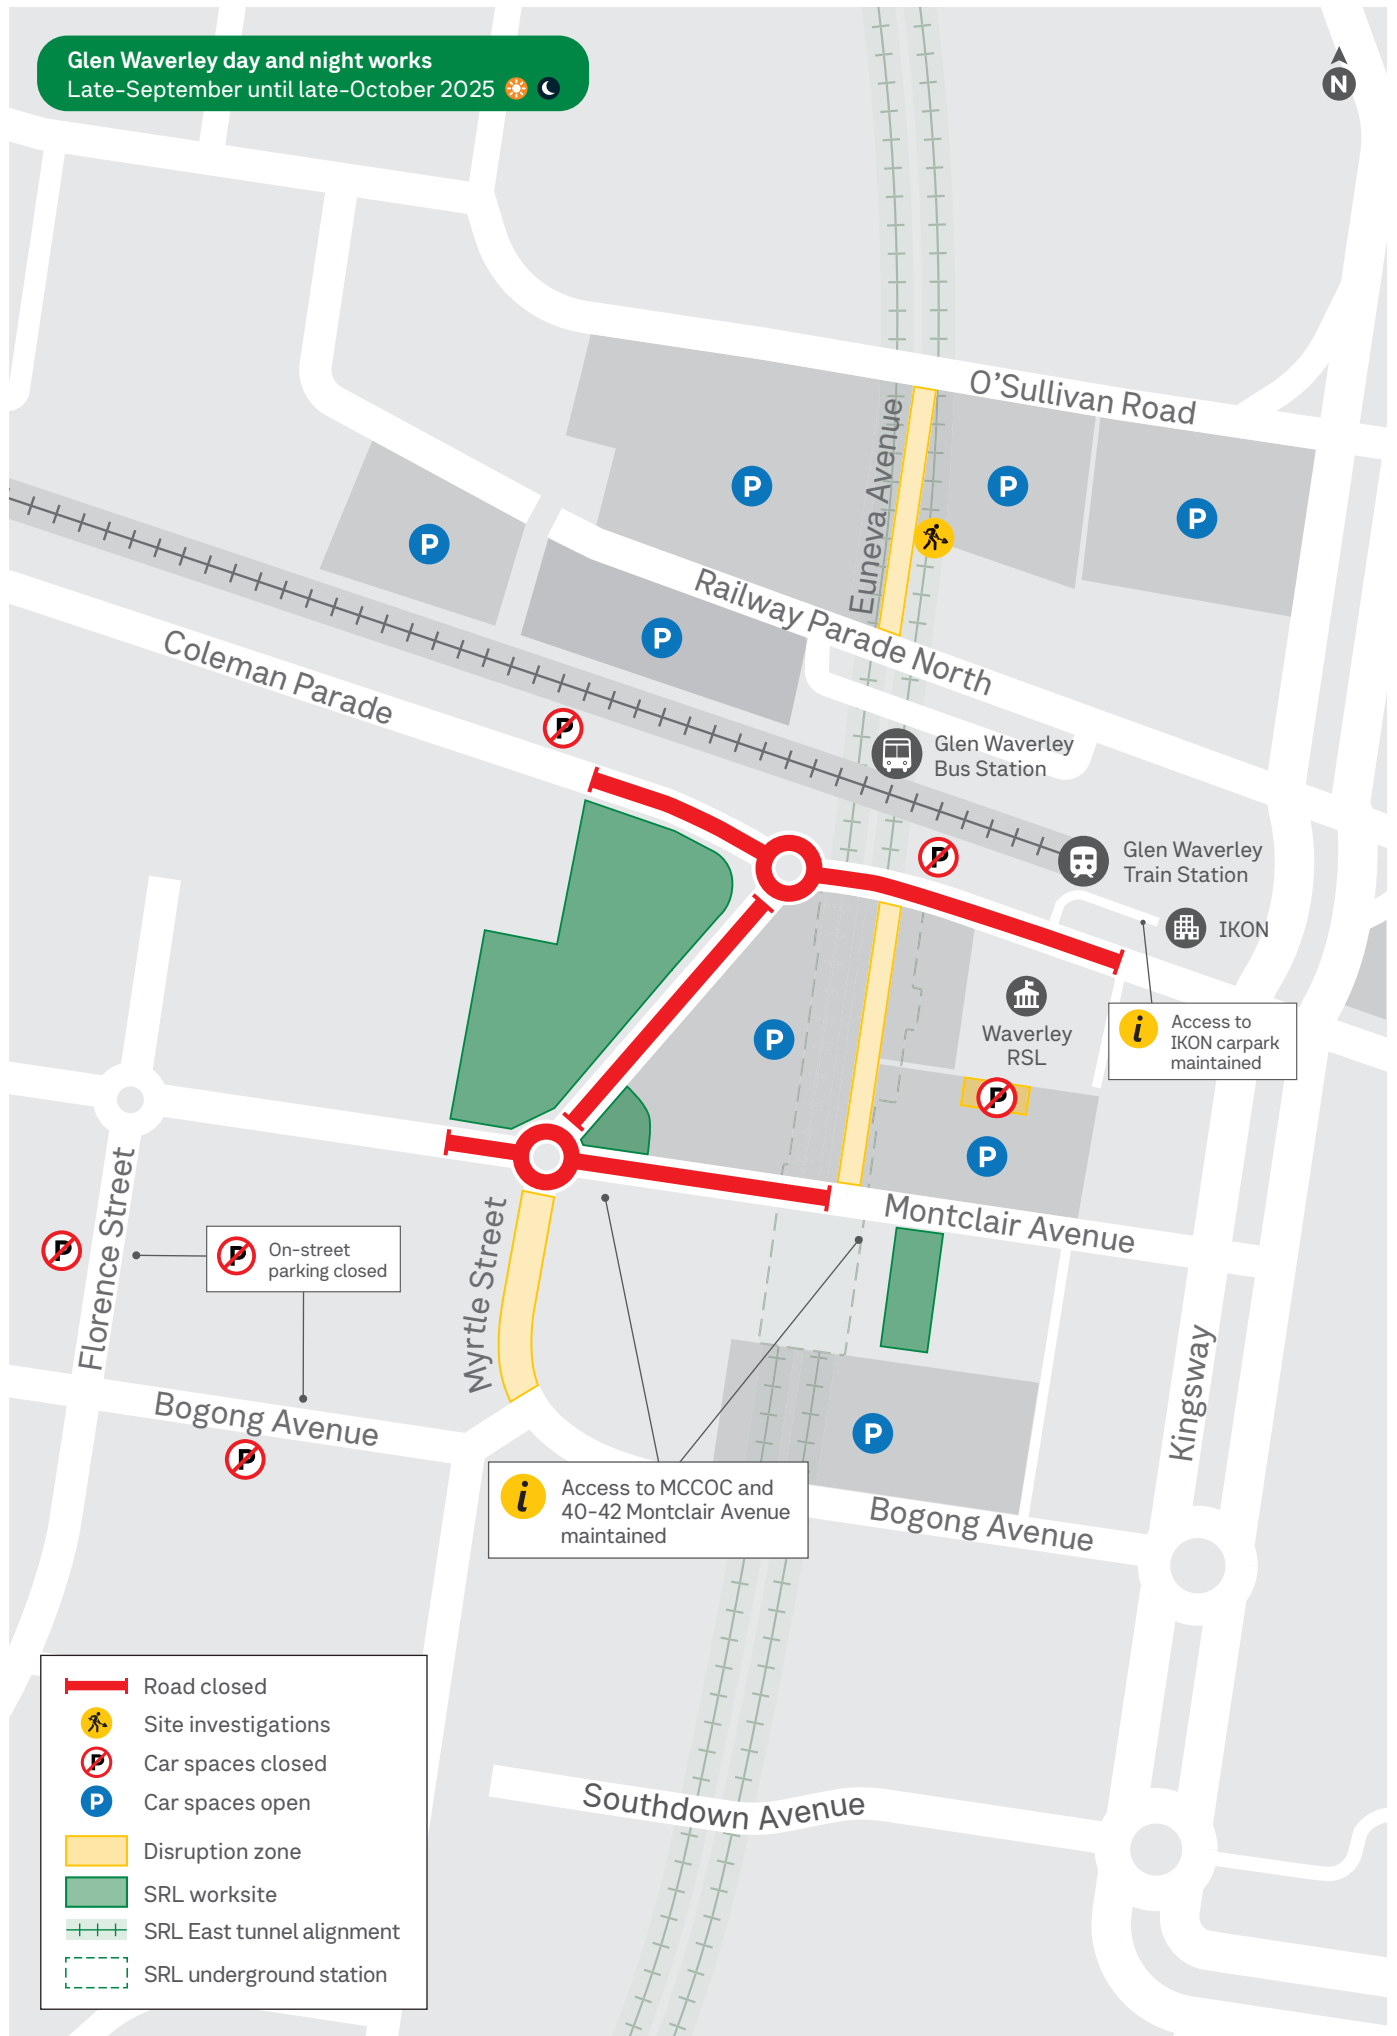 Glen Waverley day and night works
Late-September until late-October 2025
N
O'Sullivan Road
Euneva Avenue
P
P
P
P
P
Railway Parade North
Coleman Parade
P
Glen Waverley
Bus Station
Glen Waverley
Train Station
P
IKON
Waverley
RSL
i
Access to
IKON carpark
maintained
P
P
P
Montclair Avenue
Florence Street
P
P
On-street
parking closed
Myrtle Street
Kingsway
Bogong Avenue
P
P
i
Access to MCCOC and
40-42 Montclair Avenue
maintained
Bogong Avenue
Southdown Avenue
Road closed
Site investigations
P
Car spaces closed
P
Car spaces open
Disruption zone
SRL worksite
SRL East tunnel alignment
SRL underground station